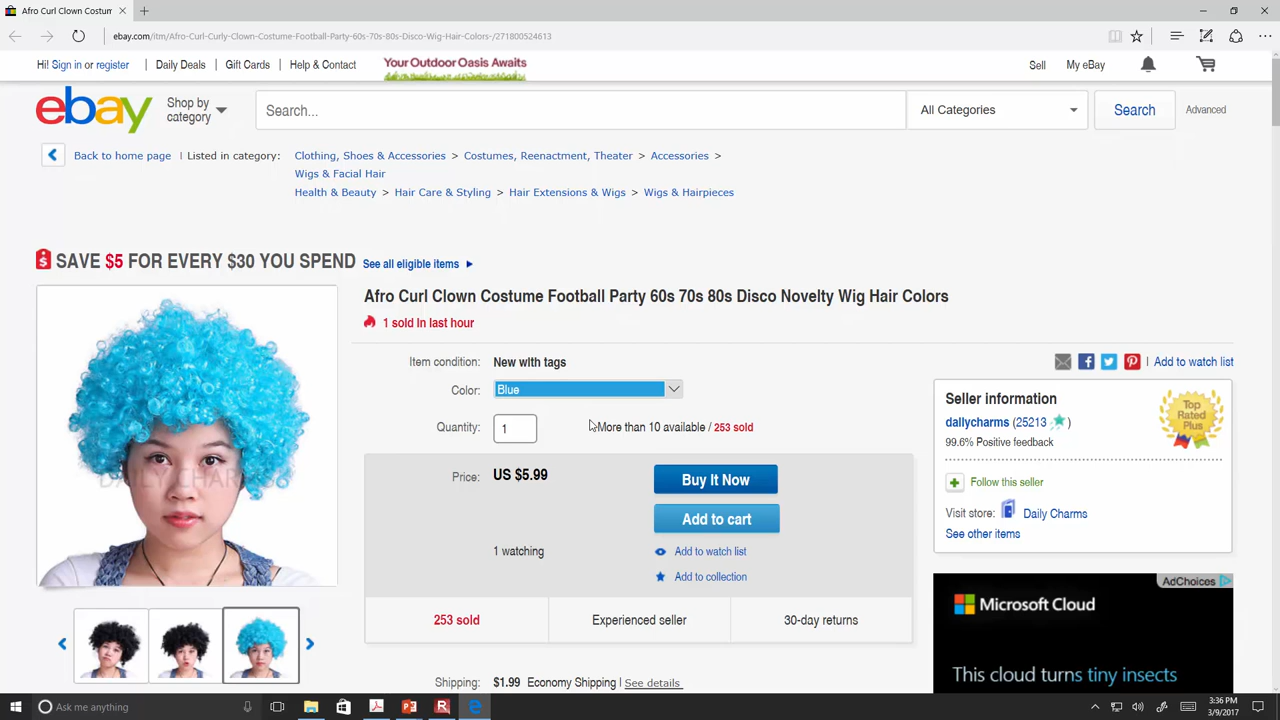 Afro Curl Clown Costum
ebay.com/itm/Afro-Curl-Curly-Clown-Costume-Football-Party-60s-70s-80s-Disco-Wig-Hair-Colors-/271800524613
Hi! Sign in or register | Daily Deals | Gift Cards | Help & Contact
Your Outdoor Oasis Awaits
Sell My eBay
ebay
Shop by
category
Search...
All Categories
Search
Advanced
Back to home page | Listed in category:
Clothing, Shoes & Accessories > Costumes, Reenactment, Theater > Accessories >
Wigs & Facial Hair
Health & Beauty > Hair Care & Styling > Hair Extensions & Wigs > Wigs & Hairpieces
SAVE $5 FOR EVERY $30 YOU SPEND See all eligible items
Afro Curl Clown Costume Football Party 60s 70s 80s Disco Novelty Wig Hair Colors
1 sold in last hour
Item condition: New with tags
Color: Blue
Quantity: 1 More than 10 available / 253 sold
Price: US $5.99
Buy It Now
Add to cart
1 watching
Add to watch list
Add to collection
253 sold Experienced seller 30-day returns
Shipping: $1.99 Economy Shipping | See details
| Add to watch list
Seller information
dallycharms (25213 )
99.6% Positive feedback
Top
Rated
Plus
Follow this seller
Visit store: Daily Charms
See other items
AdChoices
Microsoft Cloud
This cloud turns tiny insects
DAILY CHARMS
Ask me anything
3:36 PM
3/9/2017